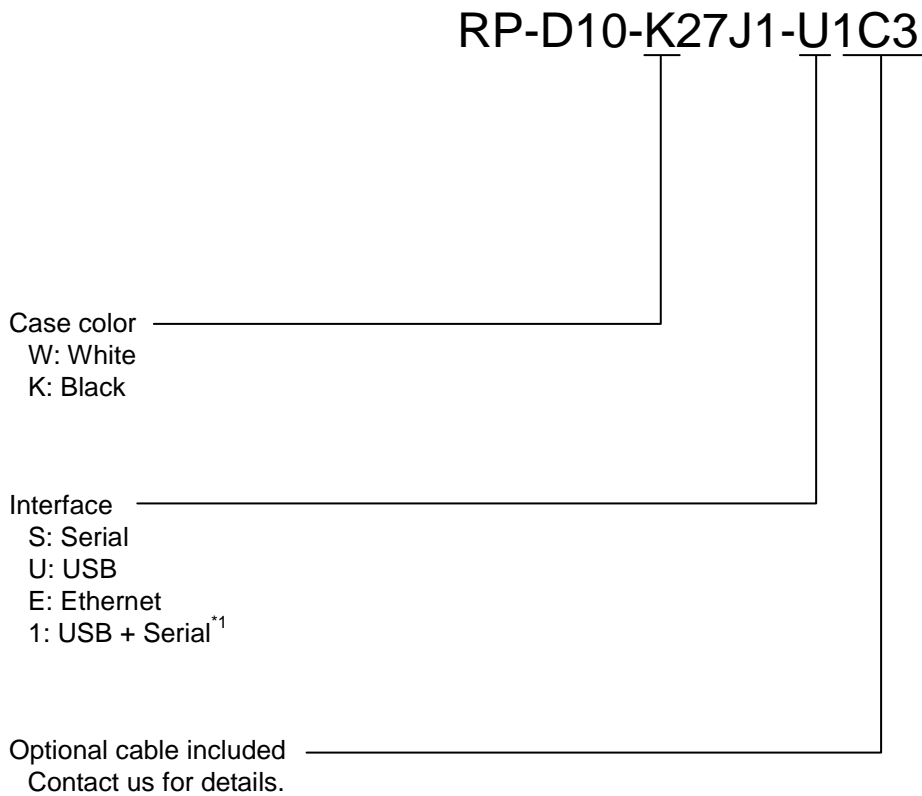 RP-D10-K27J1-U1C3
Case color
W: White
K: Black
Interface
S: Serial
U: USB
E: Ethernet
1: USB + Serial*1
Optional cable included
Contact us for details.